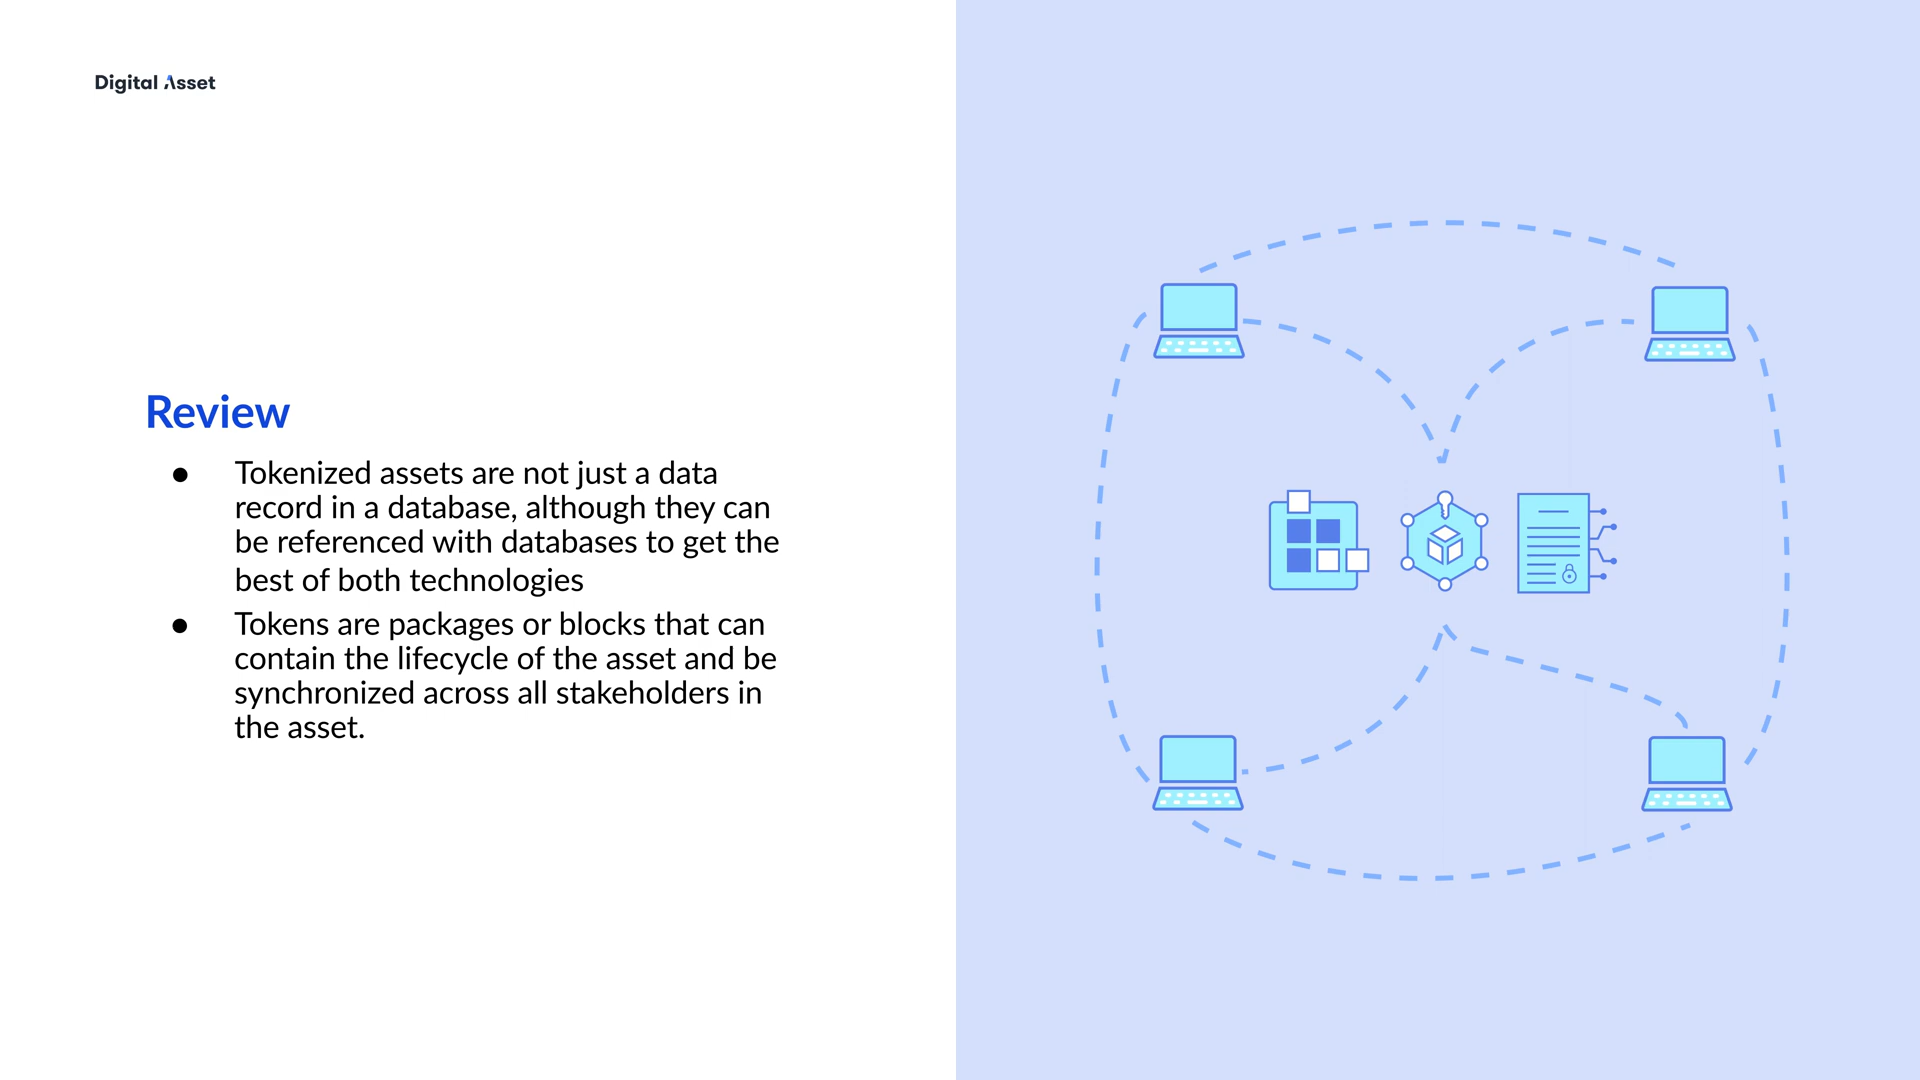 Digital Asset
Review
● Tokenized assets are not just a data
record in a database, although they can
be referenced with databases to get the
best of both technologies
● Tokens are packages or blocks that can
contain the lifecycle of the asset and be
synchronized across all stakeholders in
the asset.